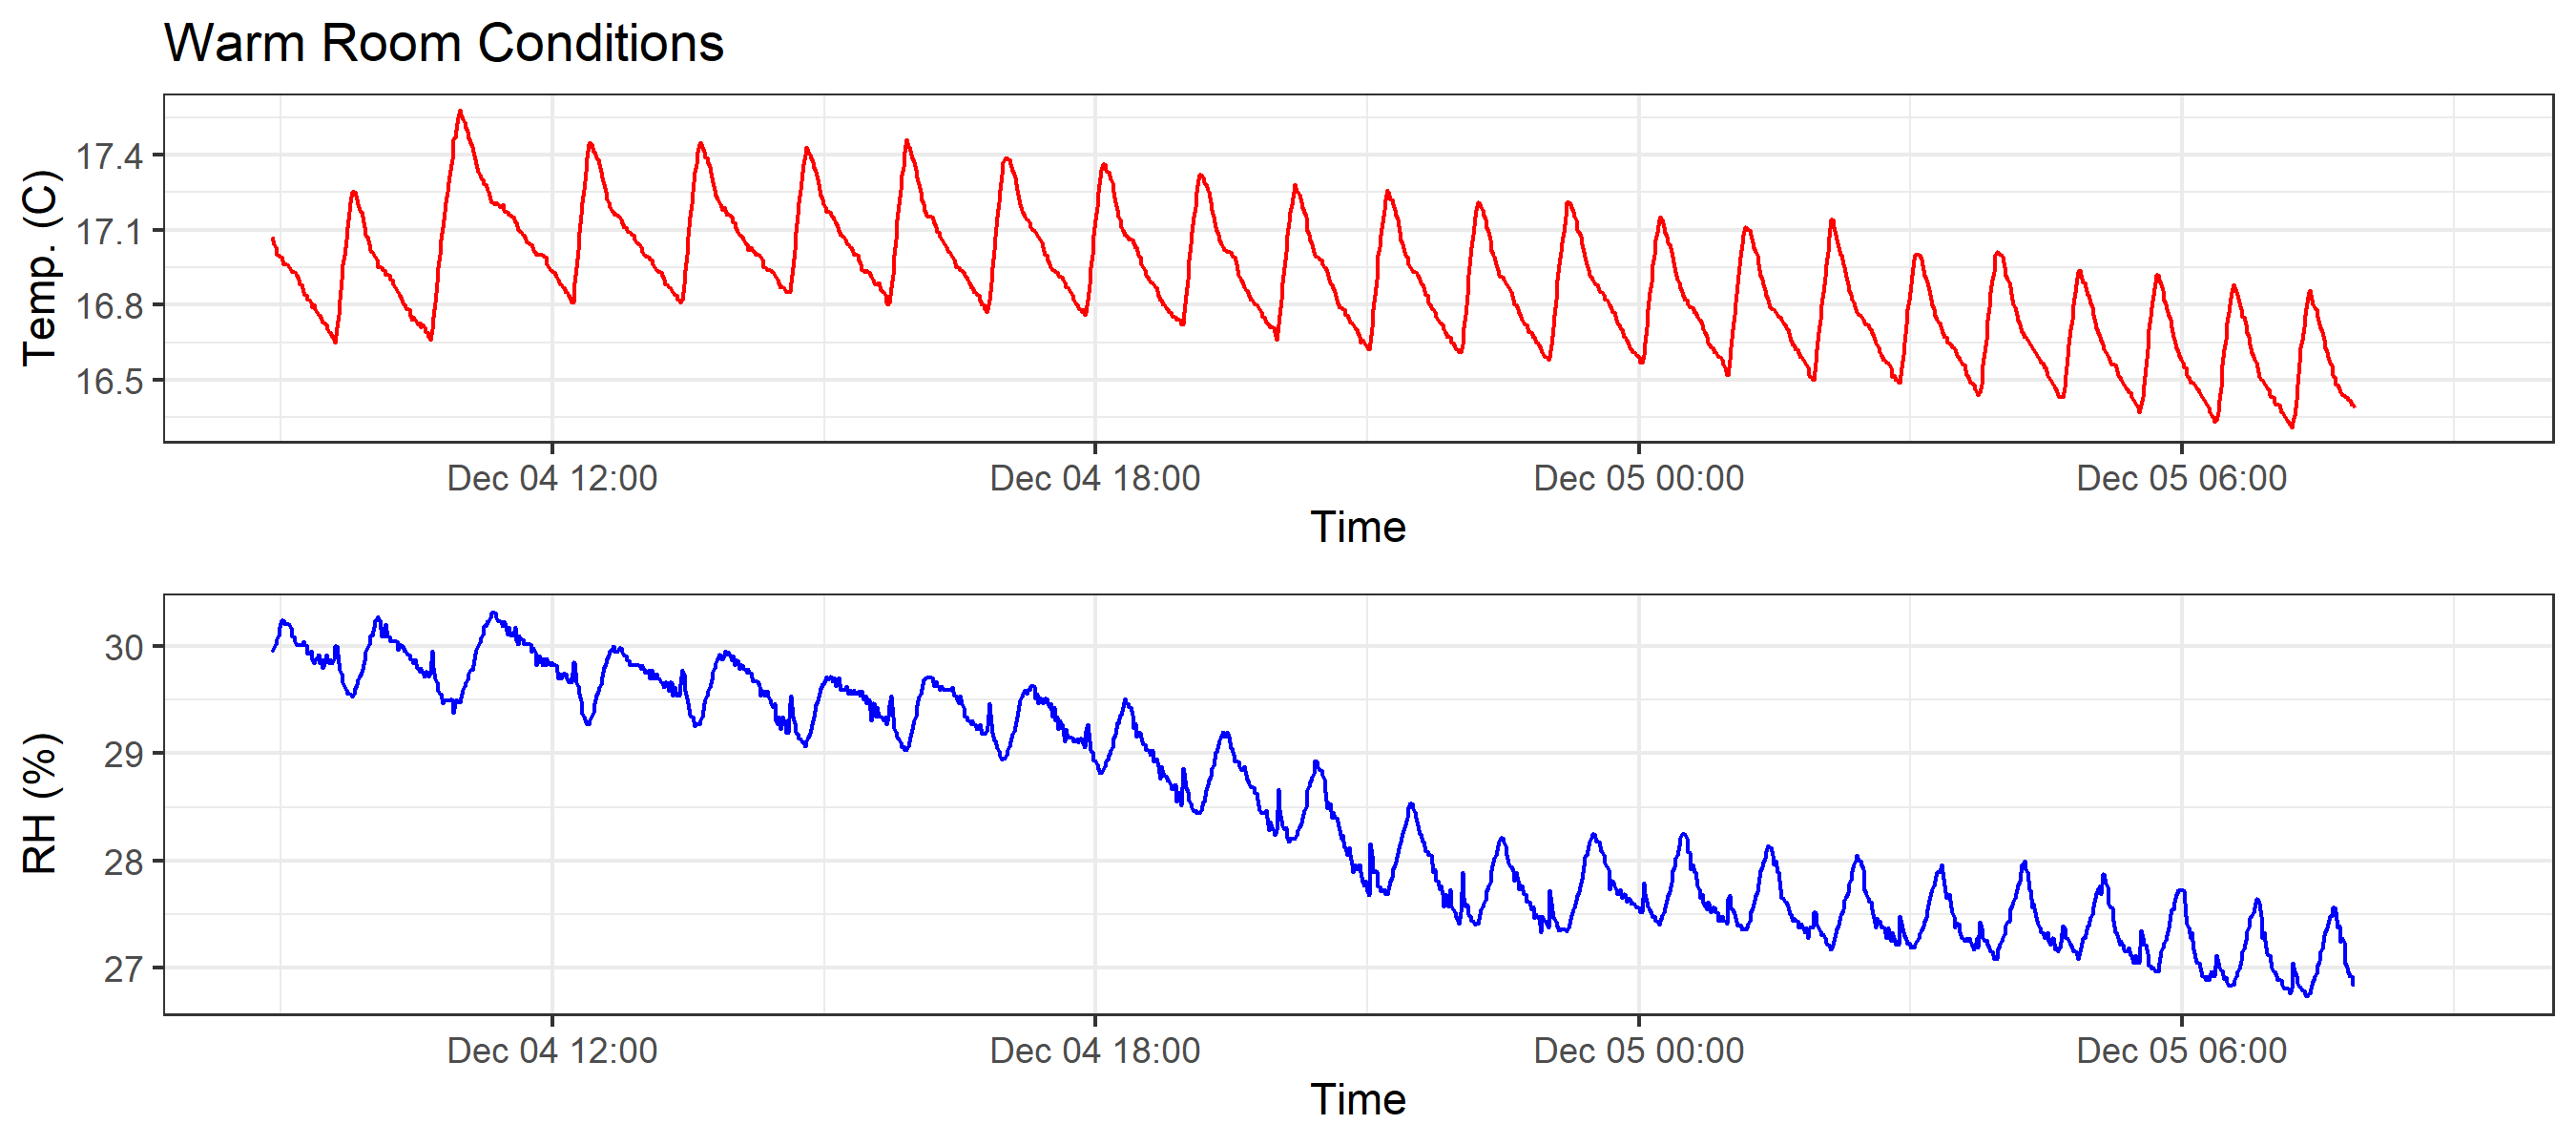 Warm Room Conditions
Temp. (C)
17.4
17.1
16.8
16.5
Dec 04 12:00 Dec 04 18:00 Dec 05 00:00 Dec 05 06:00
Time
RH (%)
30
29
28
27
Dec 04 12:00 Dec 04 18:00 Dec 05 00:00 Dec 05 06:00
Time